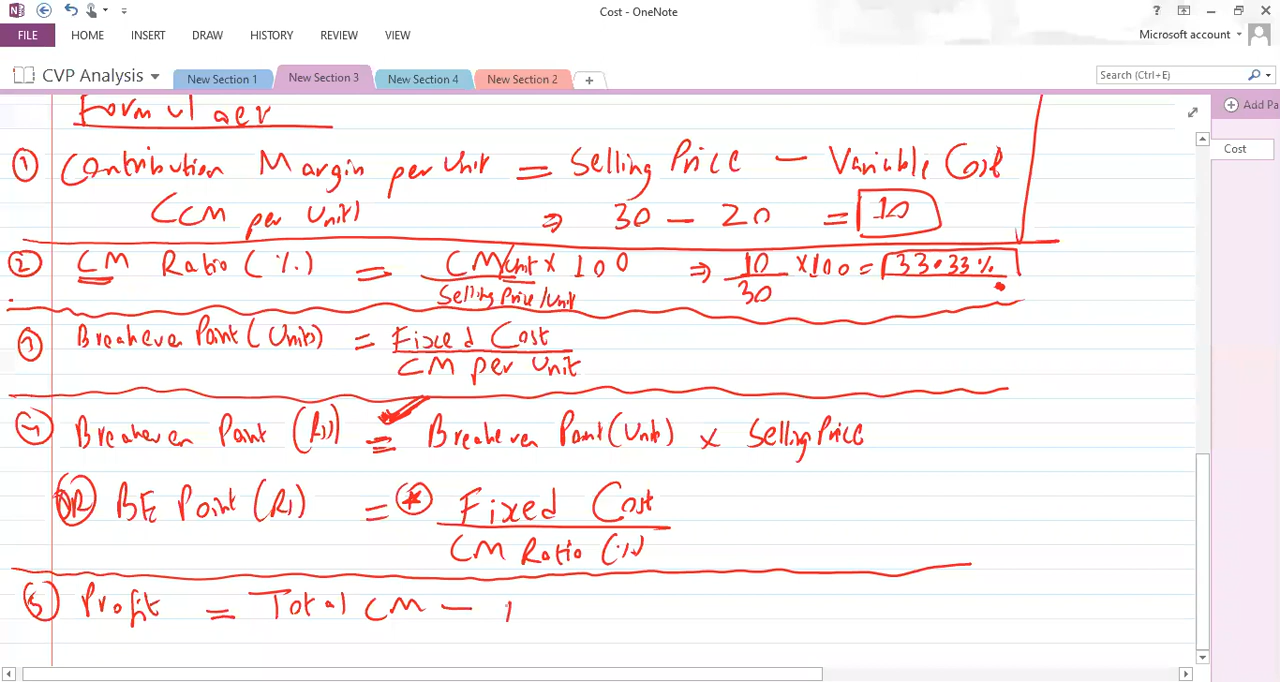 Cost - OneNote
FILE HOME INSERT DRAW HISTORY REVIEW VIEW
Microsoft account
CVP Analysis New Section 1 New Section 3 New Section 4 New Section 2
Search (Ctrl+E)
Add Pa
Cost
Formulaer
① Contribution Margin per Unit = Selling Price - Variable Cost
(CM per Unit) ⇒ 30 - 20 = 10
② CM Ratio (%) = CM/Unit × 100 ⇒ 10 × 100 = 33.33%
Selling Price/Unit 30
③ Breakeven Point (Units) = Fixed Cost
CM per Unit
4 Breakeven Point (Rs) = Breakeven Point (Units) × Selling Price
OR BE Point (Rs) = Fixed Cost
CM Ratio (%)
⑤ Profit = Total CM -